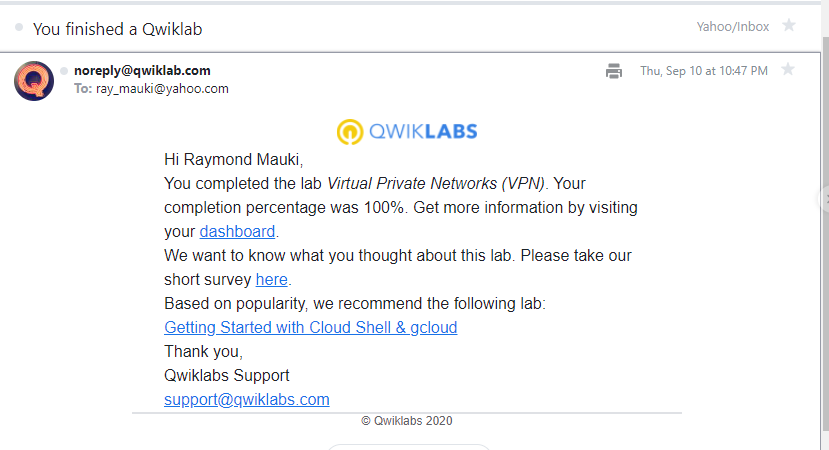 You finished a Qwiklab
Yahoo/Inbox
noreply@qwiklab.com
Thu, Sep 10 at 10:47 PM
To: ray_mauki@yahoo.com
QWIKLABS
Hi Raymond Mauki,
You completed the lab Virtual Private Networks (VPN). Your
completion percentage was 100%. Get more information by visiting
your dashboard.
We want to know what you thought about this lab. Please take our
short survey here.
Based on popularity, we recommend the following lab:
Getting Started with Cloud Shell & gcloud
Thank you,
Qwiklabs Support
support@qwiklabs.com
© Qwiklabs 2020